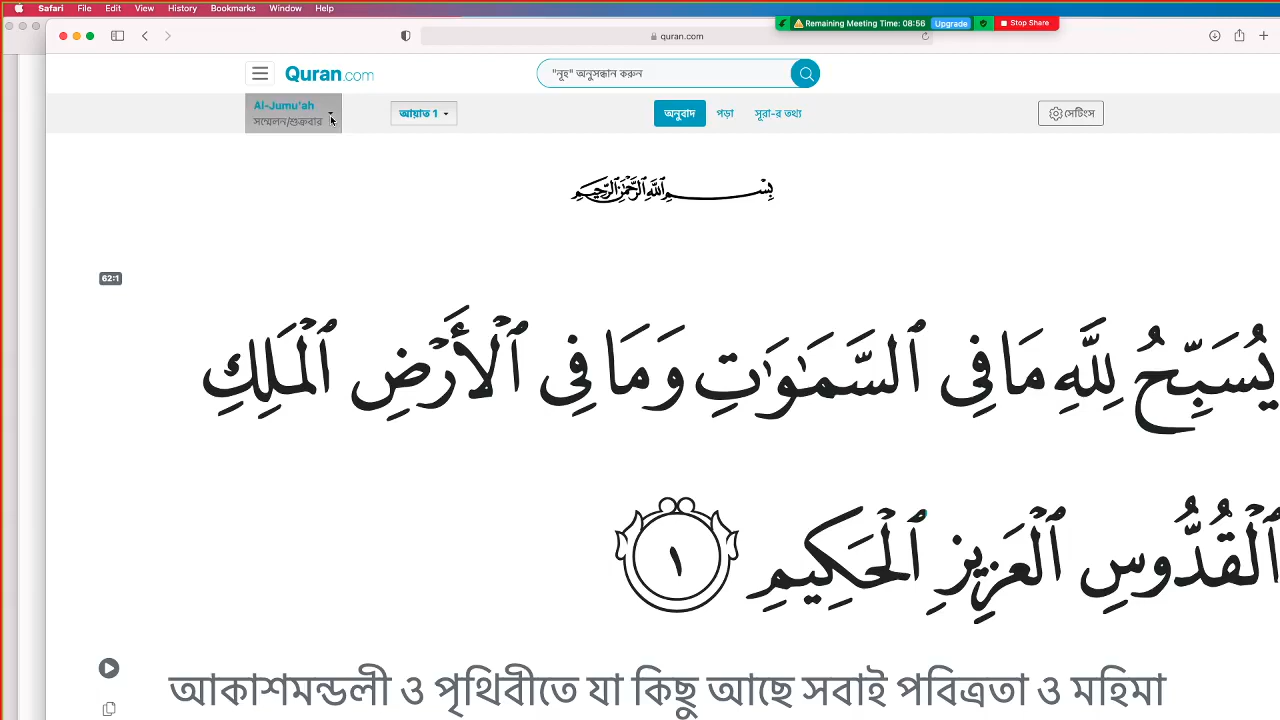 Safari File Edit View History Bookmarks Window Help
Remaining Meeting Time: 08:56 Upgrade Stop Share
quran.com
Quran.com
"নূহ" অনুসন্ধান করুন
Al-Jumu'ah
সম্মেলন/শুক্রবার
আয়াত 1
অনুবাদ পড়া সূরা-র তথ্য
সেটিংস
بِسْمِ ٱللَّهِ ٱلرَّحْمَٰنِ ٱلرَّحِيمِ
62:1
يُسَبِّحُ لِلَّهِ مَا فِى ٱلسَّمَـٰوَٰتِ وَمَا فِى ٱلْأَرْضِ ٱلْمَلِكِ
ٱلْقُدُّوسِ ٱلْعَزِيزِ ٱلْحَكِيمِ ١
আকাশমন্ডলী ও পৃথিবীতে যা কিছু আছে সবাই পবিত্রতা ও মহিমা